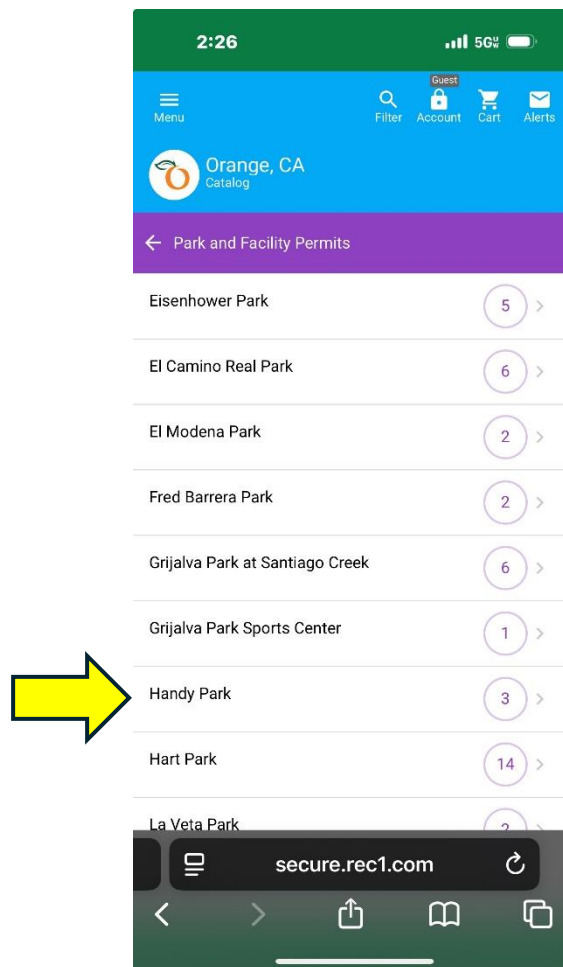 2:26
5G
Guest
Menu
Filter
Account
Cart
Alerts
Orange, CA
Catalog
Park and Facility Permits
Eisenhower Park
5
El Camino Real Park
6
El Modena Park
2
Fred Barrera Park
2
Grijalva Park at Santiago Creek
6
Grijalva Park Sports Center
1
Handy Park
3
Hart Park
14
La Veta Park
secure.rec1.com